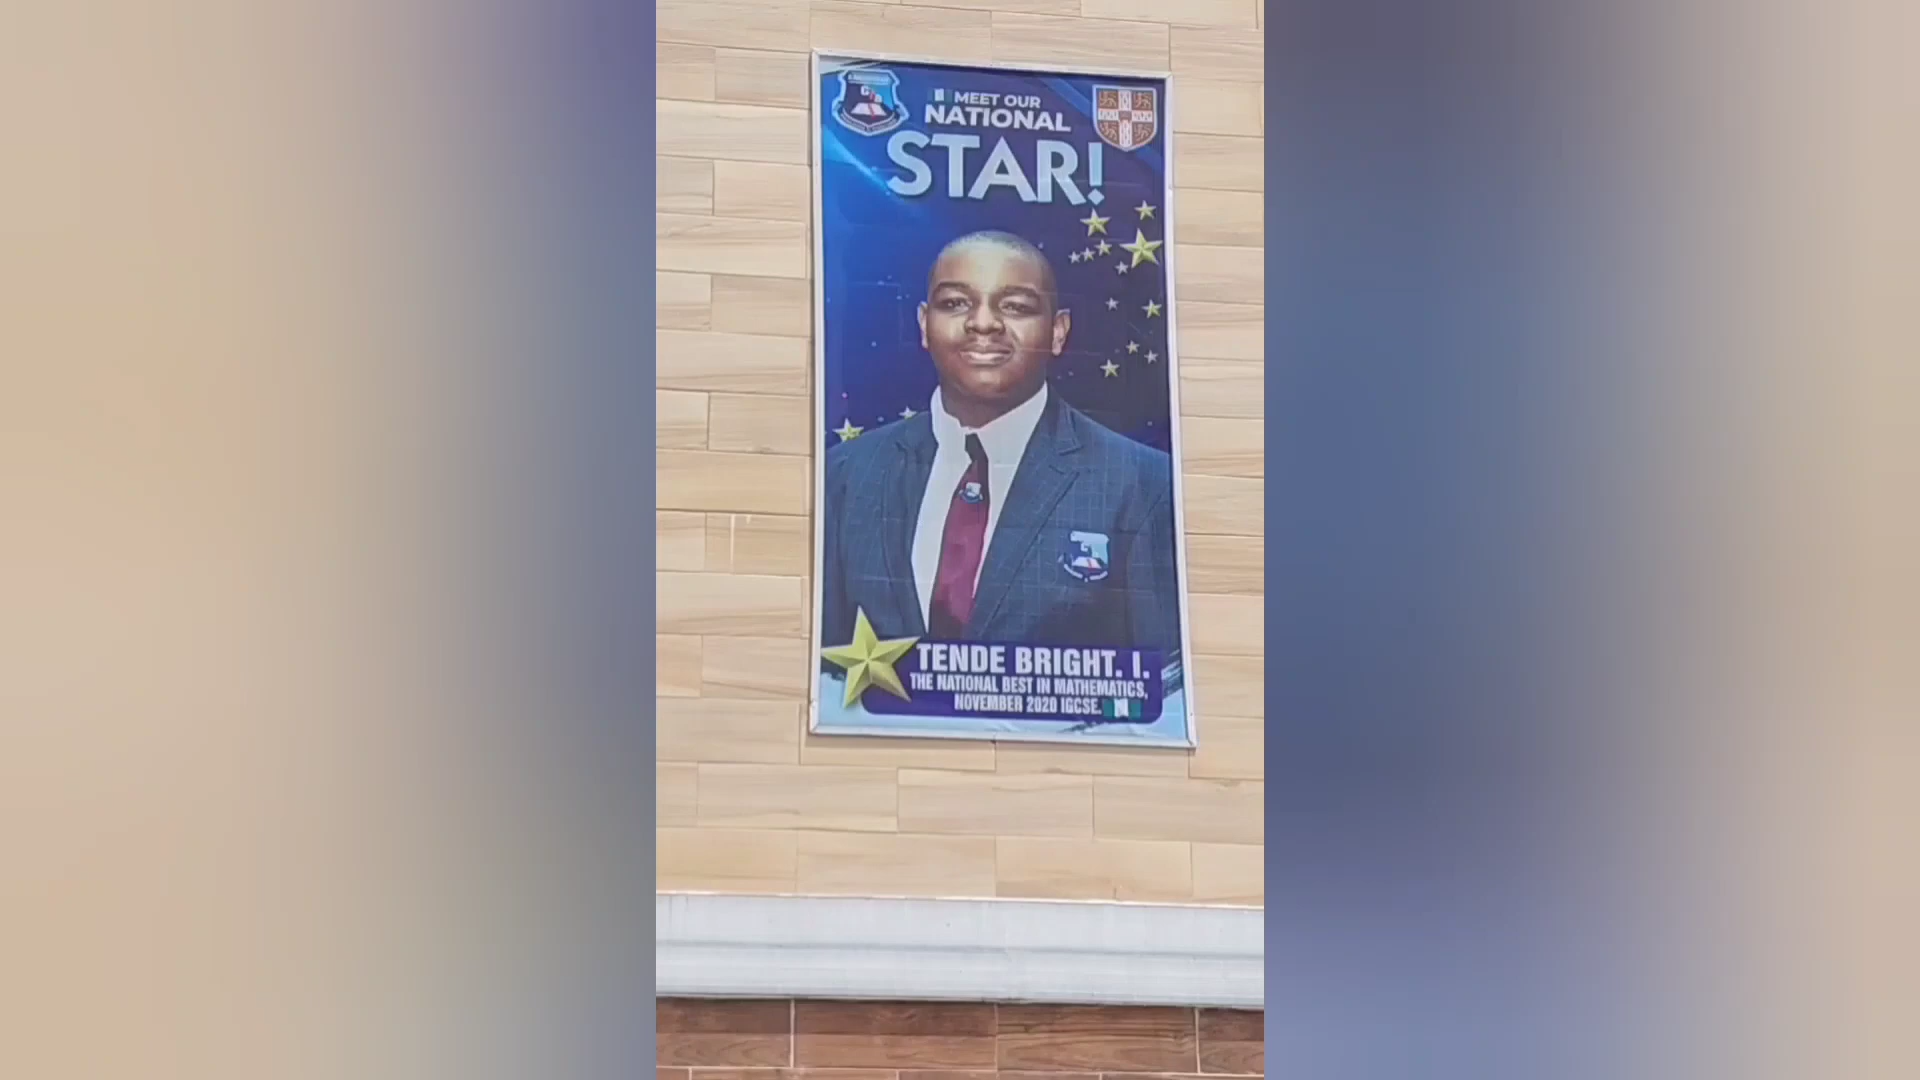 MEET OUR
NATIONAL
STAR!
TENDE BRIGHT. I.
THE NATIONAL BEST IN MATHEMATICS,
NOVEMBER 2020 IGCSE.